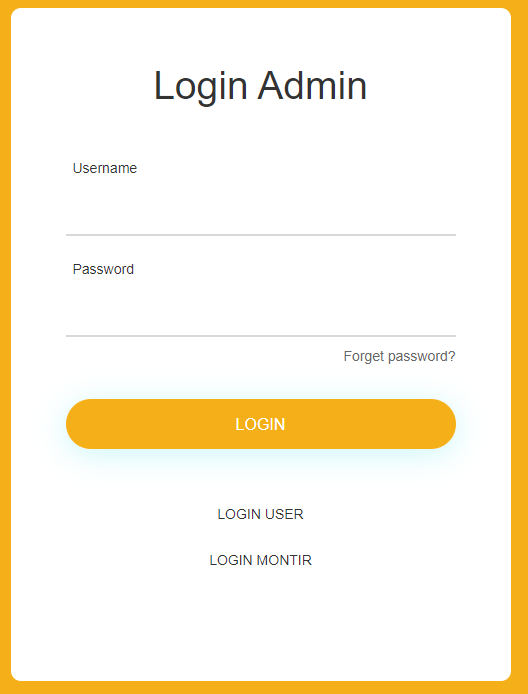 Login Admin
Username
Password
Forget password?
LOGIN
LOGIN USER
LOGIN MONTIR